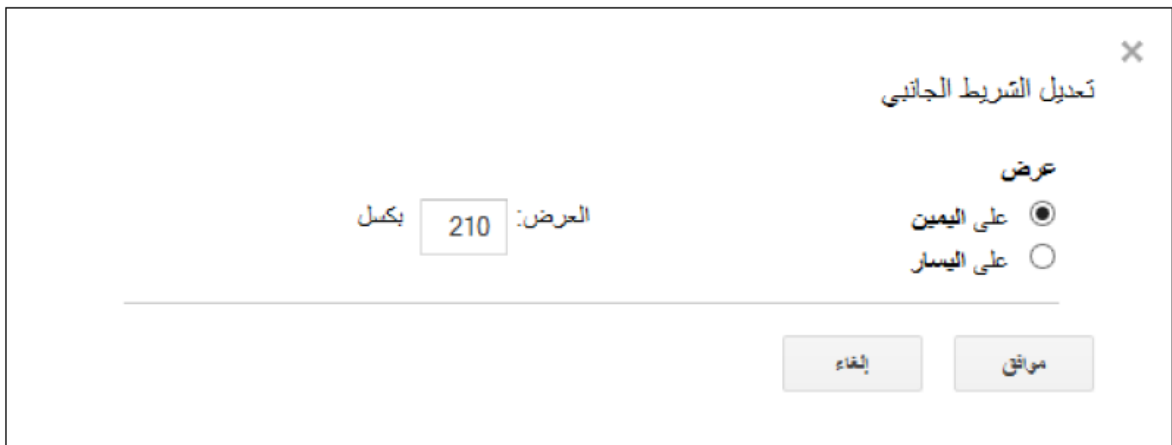 تعديل الشريط الجانبي
عرض
على اليمين
العرض: 210 بكسل
على اليسار
موافق إلغاء